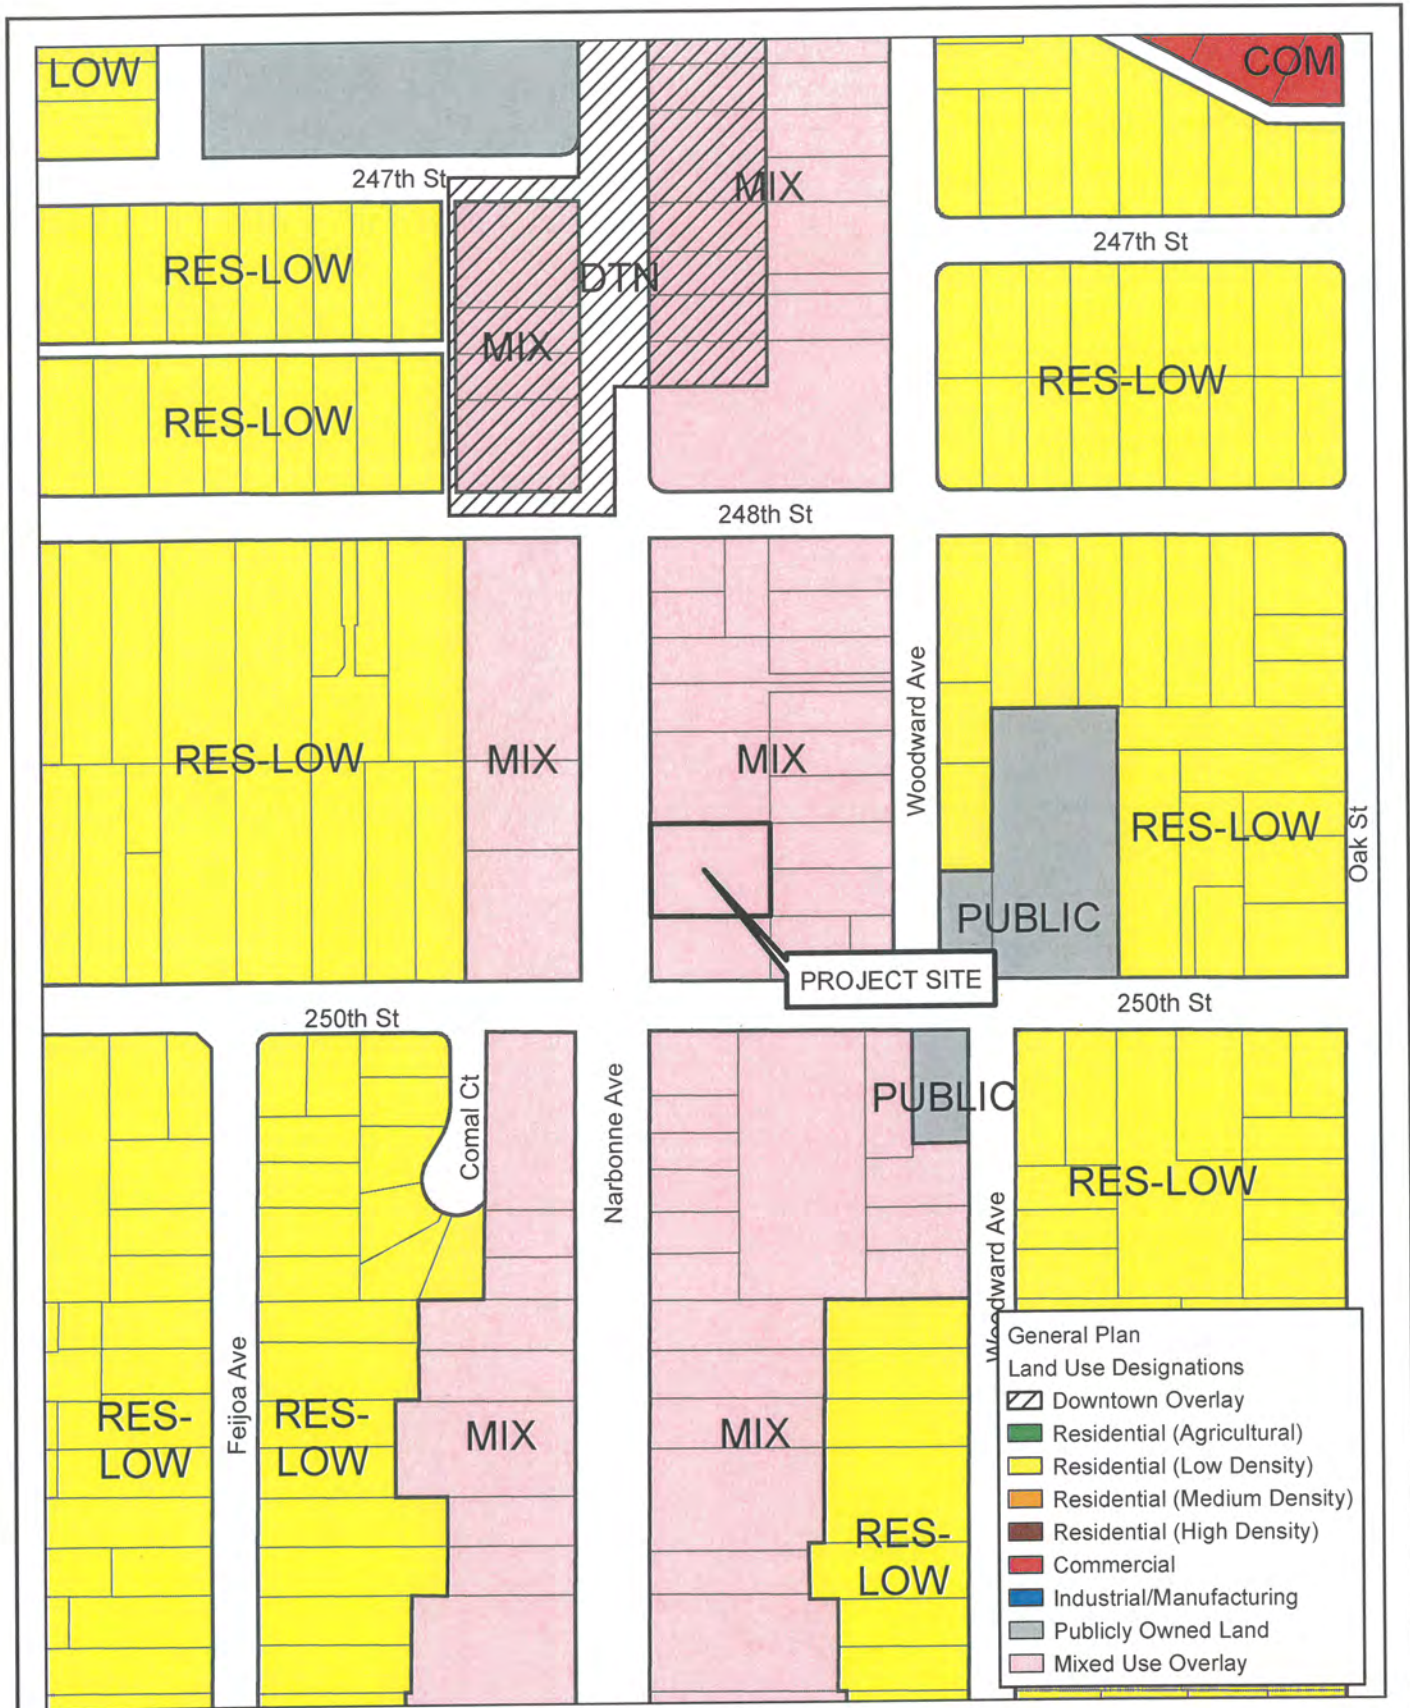 LOW
COM
247th St
MIX
247th St
RES-LOW
DTN
MIX
RES-LOW
RES-LOW
248th St
Woodward Ave
RES-LOW
MIX
MIX
RES-LOW
Oak St
PUBLIC
PROJECT SITE
250th St
250th St
Comal Ct
Narbonne Ave
PUBLIC
RES-LOW
Woodward Ave
Feijoa Ave
RES-
LOW
RES-
LOW
MIX
MIX
RES-
LOW
General Plan
Land Use Designations
Downtown Overlay
Residential (Agricultural)
Residential (Low Density)
Residential (Medium Density)
Residential (High Density)
Commercial
Industrial/Manufacturing
Publicly Owned Land
Mixed Use Overlay